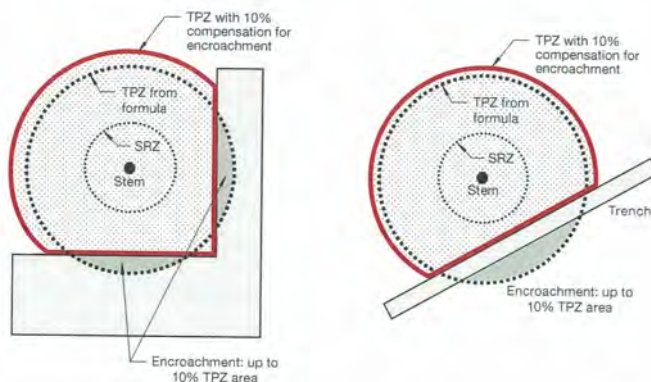 TPZ with 10%
compensation for
encroachment
TPZ from
formula
SRZ
Stem
Encroachment: up to
10% TPZ area
TPZ with 10%
compensation for
encroachment
TPZ from
formula
SRZ
Stem
Trench
Encroachment: up to
10% TPZ area